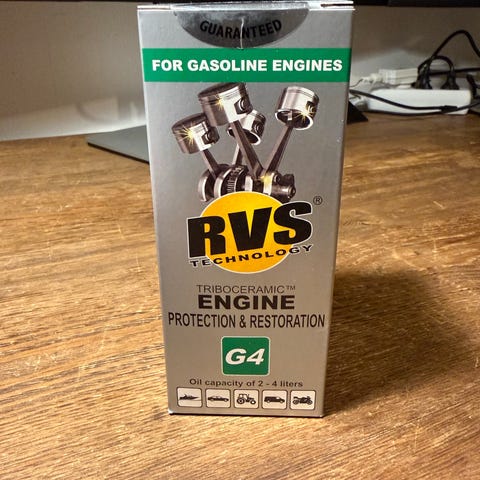 GUARANTEED
FOR GASOLINE ENGINES
RVS®
TECHNOLOGY
TRIBOCERAMIC™
ENGINE
PROTECTION & RESTORATION
G4
Oil capacity of 2 - 4 liters